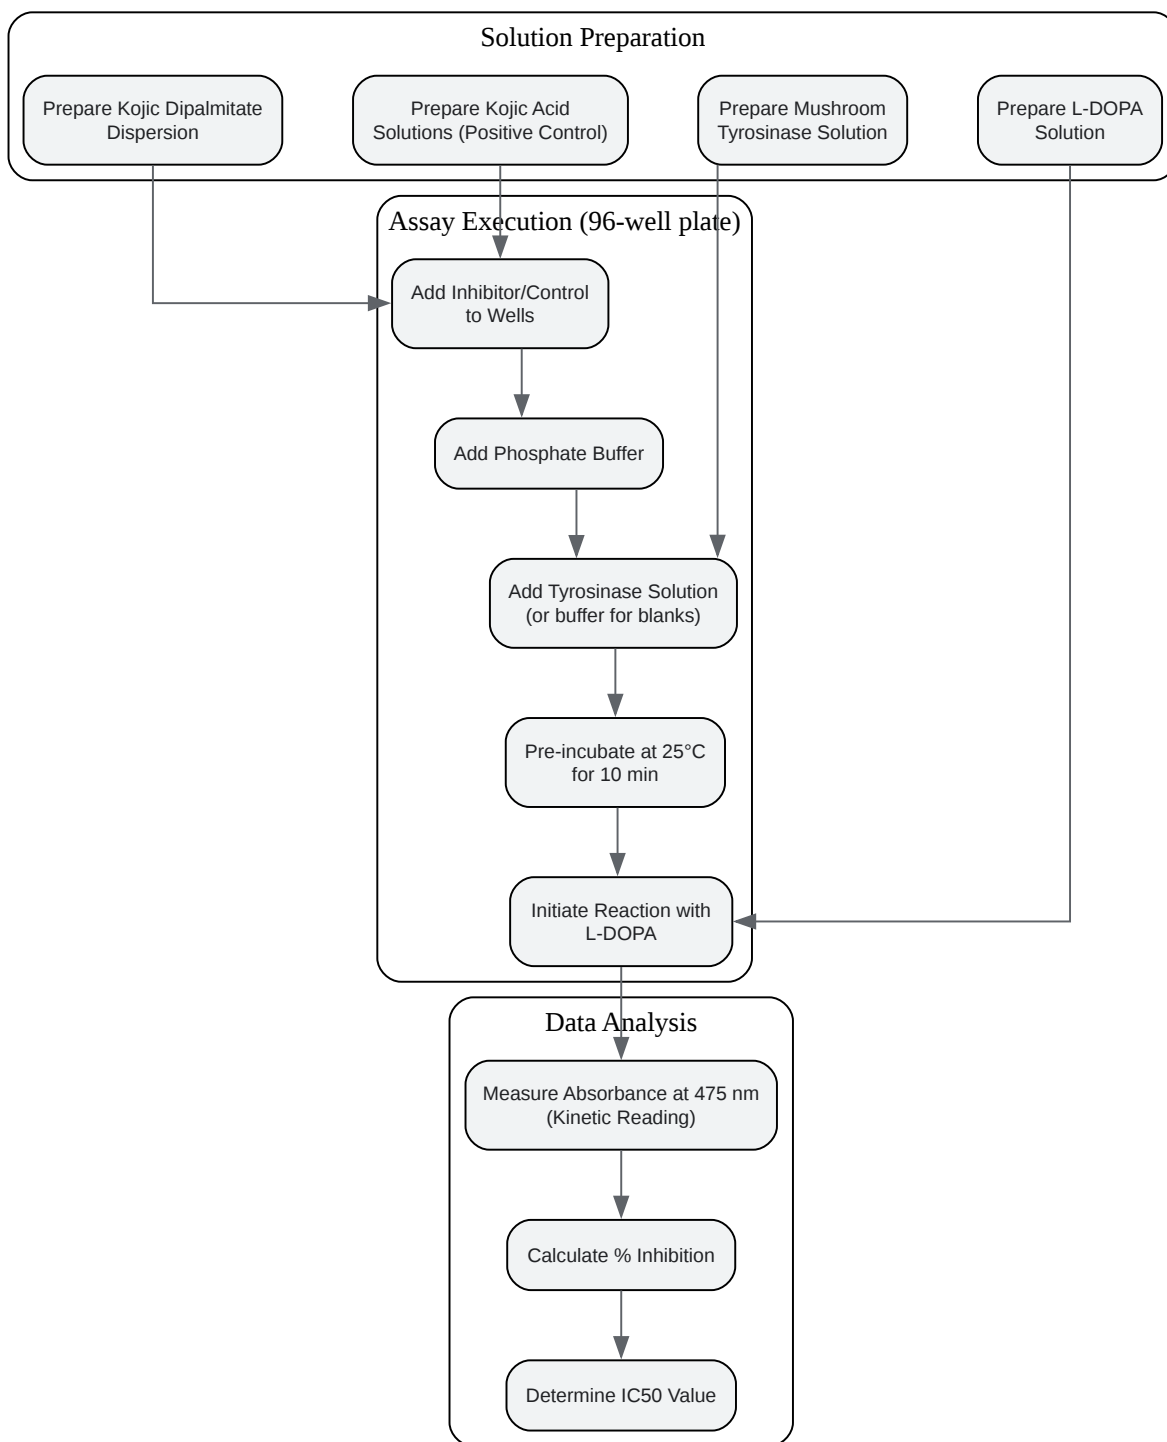 Solution Preparation
Prepare Kojic Dipalmitate
Dispersion
Prepare Kojic Acid
Solutions (Positive Control)
Prepare Mushroom
Tyrosinase Solution
Prepare L-DOPA
Solution
Assay Execution (96-well plate)
Add Inhibitor/Control
to Wells
Add Phosphate Buffer
Add Tyrosinase Solution
(or buffer for blanks)
Pre-incubate at 25°C
for 10 min
Initiate Reaction with
L-DOPA
Data Analysis
Measure Absorbance at 475 nm
(Kinetic Reading)
Calculate % Inhibition
Determine IC50 Value